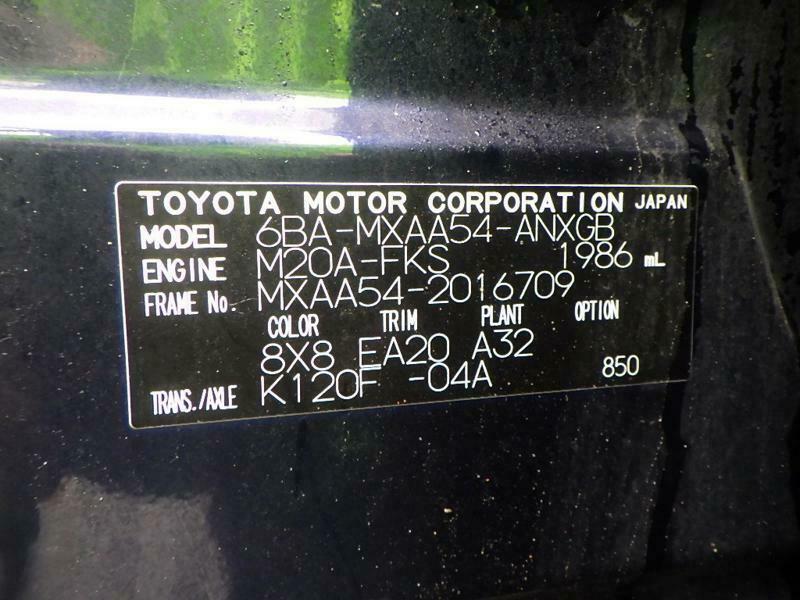 TOYOTA MOTOR CORPORATION JAPAN
MODEL 6BA-MXAA54-ANXGB
ENGINE M20A-FKS 1986 mL
FRAME No. MXAA54-2016709
COLOR TRIM PLANT OPTION
8X8 EA20 A32
TRANS./AXLE K120F -04A 850